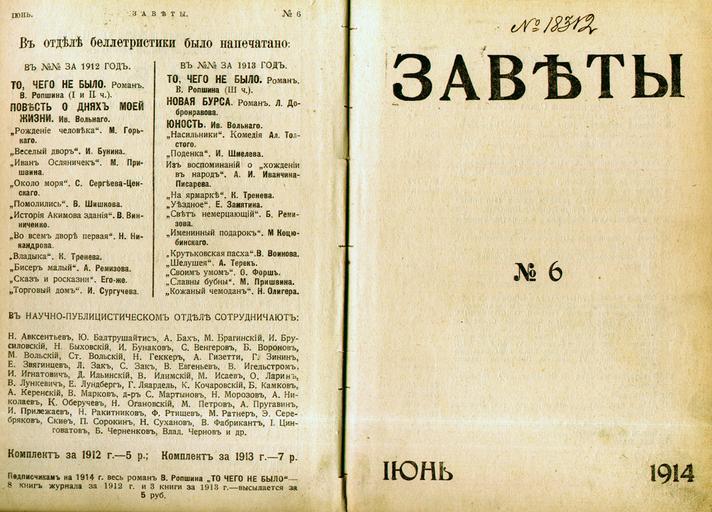 ІЮНЬ. ЗАВѢТЫ. № 6
Въ отдѣлѣ беллетристики было напечатано:
ВЪ №№ ЗА 1912 ГОДЪ.
ТО, ЧЕГО НЕ БЫЛО. Романъ.
В. Ропшина (I и II ч.).
ПОВѢСТЬ О ДНЯХЪ МОЕЙ
ЖИЗНИ. Ив. Вольнаго.
„Рожденіе человѣка“. М. Горь-
каго.
„Веселый дворъ“. И. Бунина.
„Иванъ Осляничекъ“. М. При-
швина.
„Около моря“. С. Сергѣева-Цен-
скаго.
„Помолились“. В. Шишкова.
„Исторія Акимова зданія“. В. Вин-
ниченко.
„Во всемъ дворѣ первая“. Н. Ни-
кандрова.
„Владыка“. К. Тренева.
„Бисеръ малый“. А. Ремизова.
„Сказъ и росказни“. Его-же.
„Торговый домъ“. И. Сургучева.
ВЪ №№ ЗА 1913 ГОДЪ.
ТО, ЧЕГО НЕ БЫЛО. Романъ.
В. Ропшина (III ч.).
НОВАЯ БУРСА. Романъ. Л. До-
бронравова.
ЮНОСТЬ. Ив. Вольнаго.
„Насильники“. Комедія Ал. Тол-
стого.
„Поденка“. И. Шмелева.
Изъ воспоминаній о „хожденіи
въ народъ“. А. И. Иванчина-
Писарева.
„На ярмаркѣ“. К. Тренева.
„Уѣздное“. Е. Замятина.
„Свѣтъ немерцающій“. Б. Реми-
зова.
„Именинный подарокъ“. М Коцю-
бинскаго.
„Крутьковская пасха“. В. Воинова.
„Шелушея“. А. Терекъ.
„Своимъ умомъ“. О. Форшъ.
„Славны бубны“. М. Пришвина.
„Кожаный чемоданъ“. Н. Олигера.
ВЪ НАУЧНО-ПУБЛИЦИСТИЧЕСКОМЪ ОТДѢЛѢ СОТРУДНИЧАЮТЪ:
Н. Авксентьевъ, Ю. Балтрушайтисъ, А. Бахъ, М. Брагинскій, И. Бру-
силовскій, Н. Быховскій, И. Бунаковъ, С. Венгеровъ, Б. Вороновъ,
М. Вольскій, Ст. Вольскій, Н. Геккеръ, А. Гизетти, Г. Зининъ,
Е. Звягинцевъ, Л. Закъ, С. Закъ, В. Евгеньевъ, В. Игельстромъ,
И. Игнатовичъ, Д. Ильинскій, В. Илимскій, М. Исаевъ, О. Ларинъ,
В. Лункевичъ, Е. Лундбергъ, Г. Ляардель, К. Кочаровскій, Б. Камковъ,
А. Керенскій, В. Марковъ, д-ръ С. Мартыновъ, Н. Морозовъ, А. Ни-
колаевъ, К. Оберучевъ, Н. Огановскій, М. Петровъ, А. Пругавинъ,
И. Прилежаевъ, Н. Ракитниковъ, Ф. Ртищевъ, М. Ратнеръ, Э. Сере-
бряковъ, Скифъ, П. Сорокинъ, Н. Сухановъ, В. Фабрикантъ, I. Цин-
говатовъ, Б. Черненковъ, Влад. Черновъ и др.
Комплектъ за 1912 г.—5 р.; Комплектъ за 1913 г.—7 р.
Подписчикамъ на 1914 г. весь романъ В. Ропшина „ТО ЧЕГО НЕ БЫЛО“—
8 книгъ журнала за 1912 г. и 3 книги за 1913 г.—высылается за
5 руб.
№ 18312
ЗАВѢТЫ
№ 6
ІЮНЬ 1914